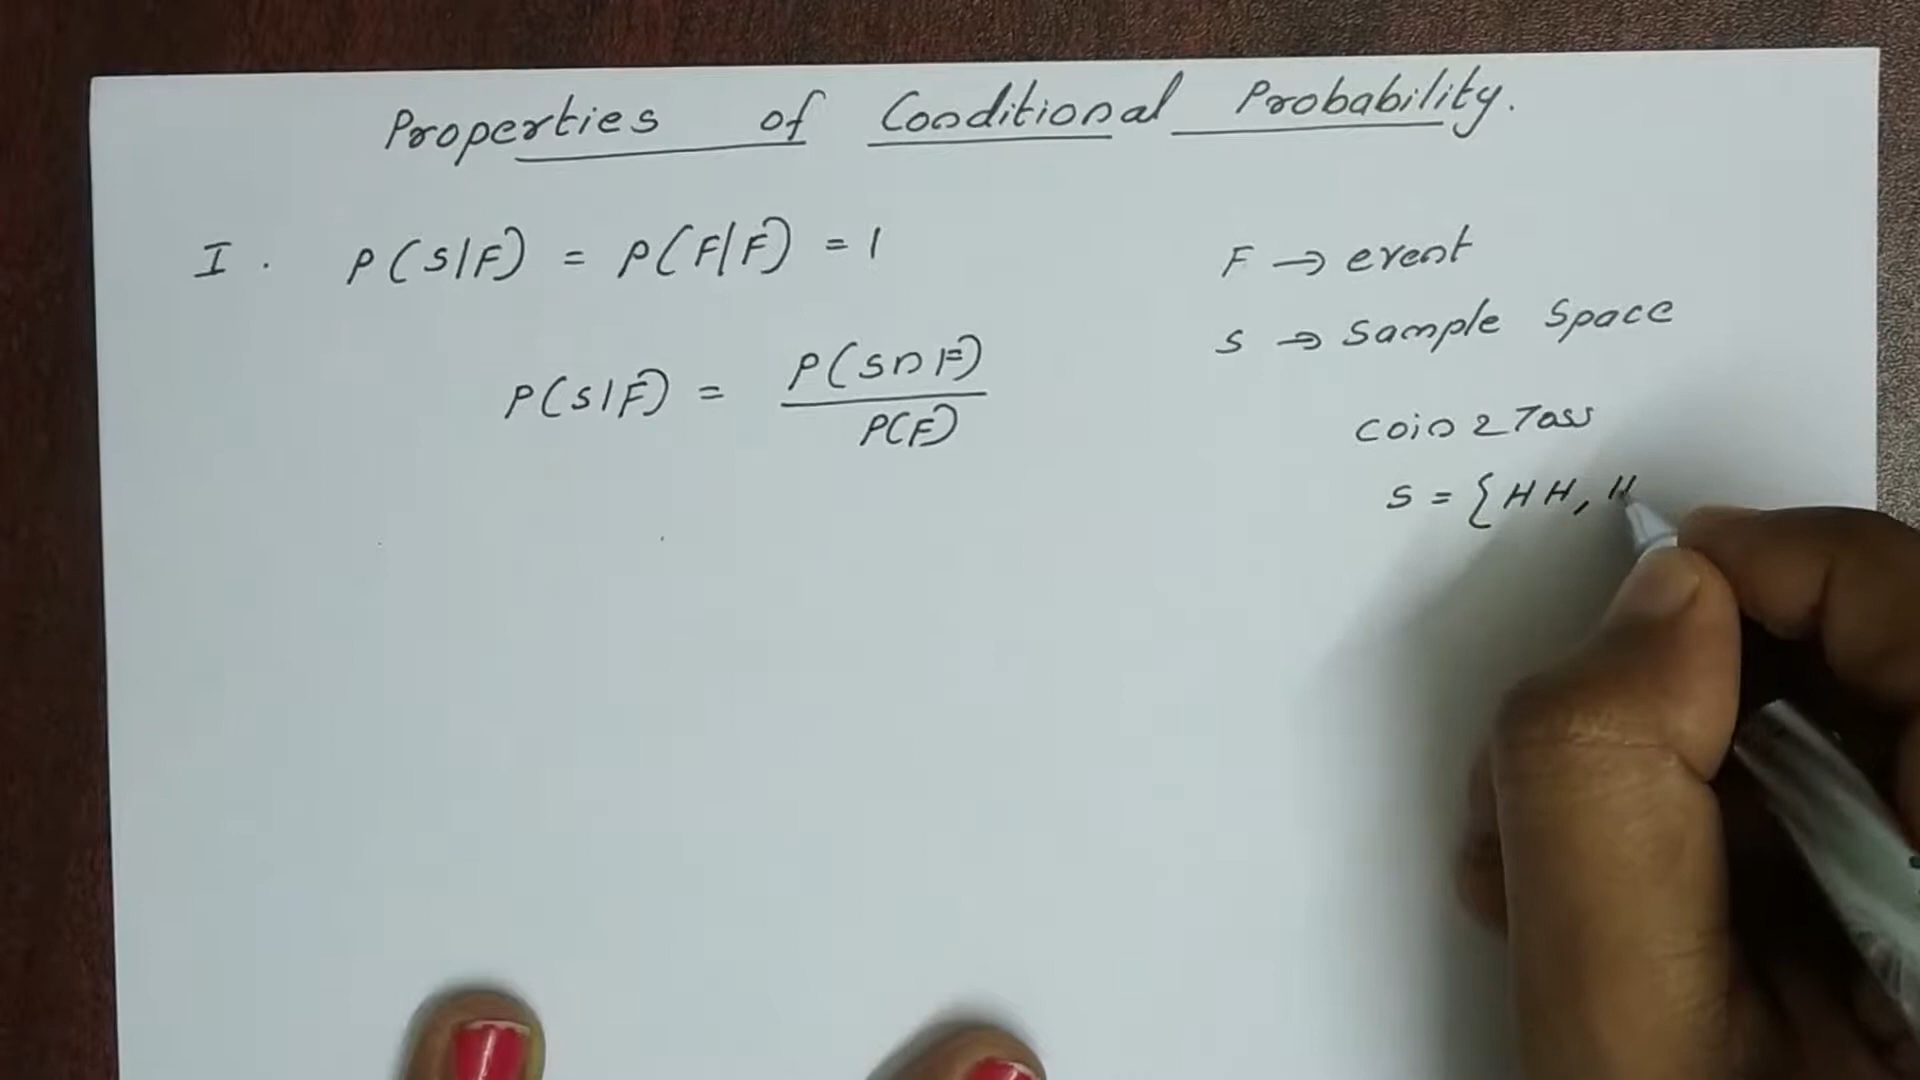 Properties of Conditional Probability.
I. P(S/F) = P(F/F) = 1
F → event
S → Sample Space
P(S/F) = P(S∩F) / P(F)
Coin 2 Toss
S = {HH, H